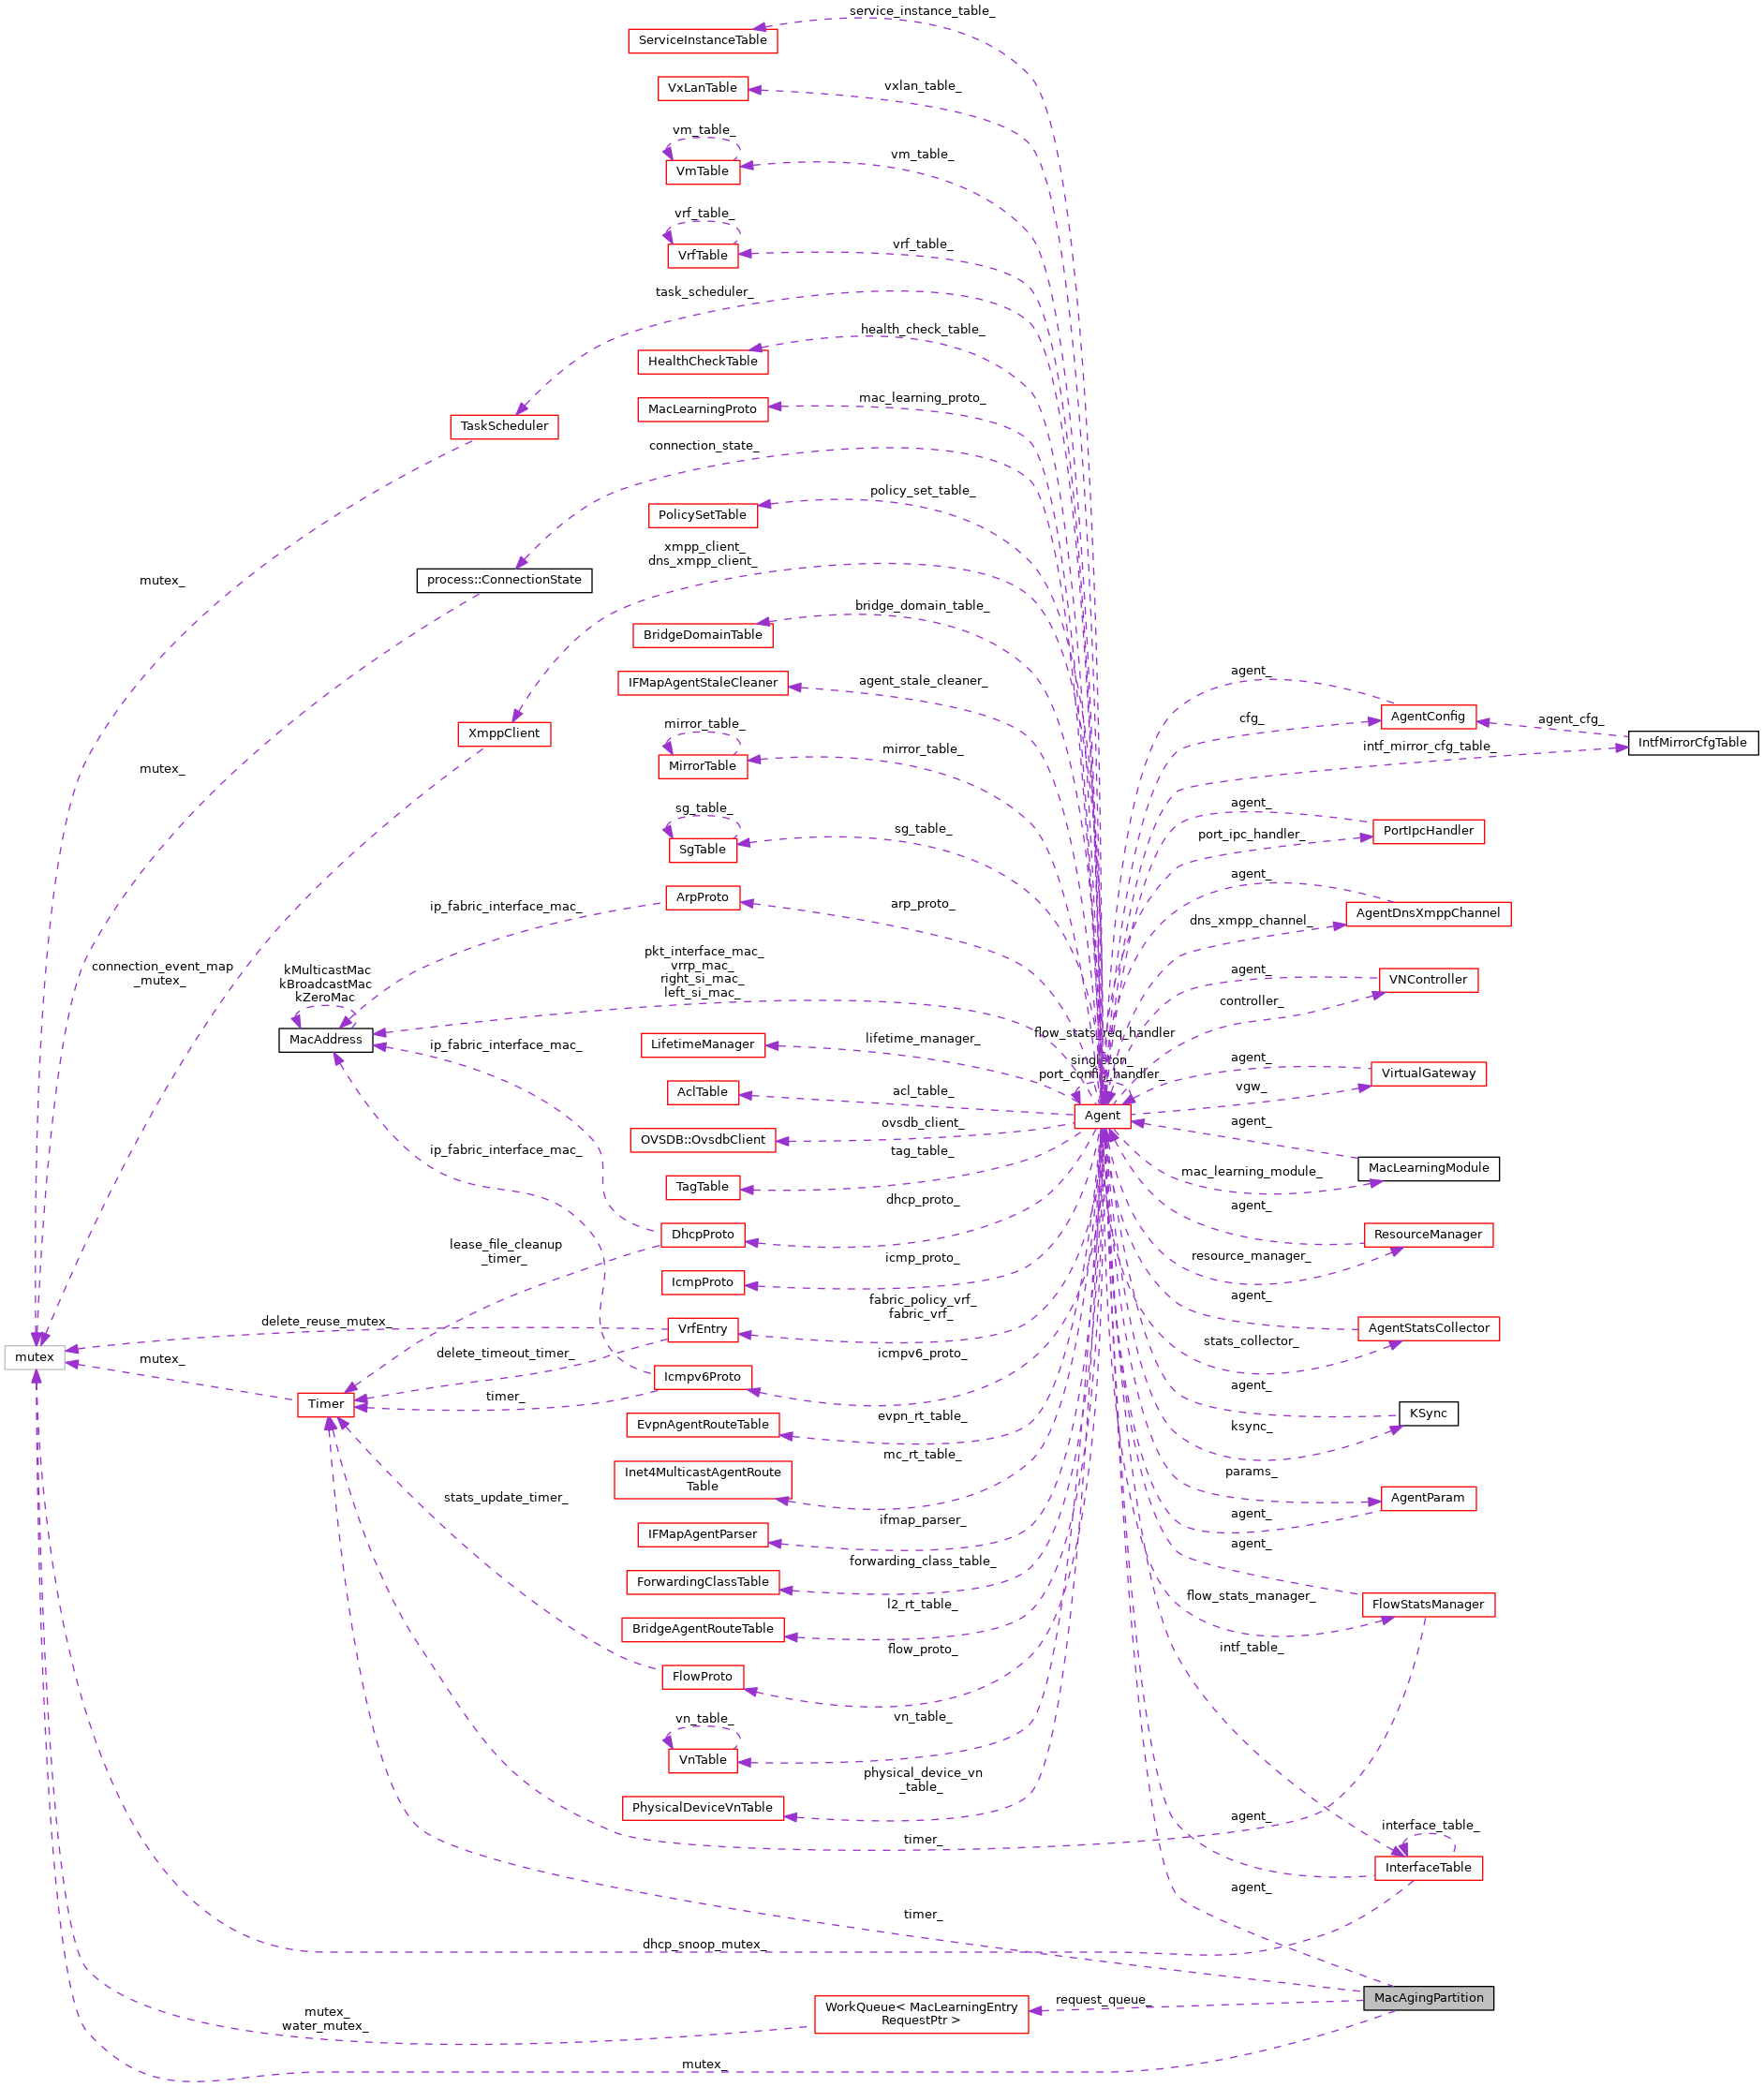 service_instance_table_
ServiceInstanceTable
vxlan_table_
VxLanTable
vm_table_
vm_table_
VmTable
vrf_table_
vrf_table_
VrfTable
task_scheduler_
health_check_table_
HealthCheckTable
mac_learning_proto_
MacLearningProto
TaskScheduler
connection_state_
policy_set_table_
PolicySetTable
xmpp_client_
dns_xmpp_client_
mutex_
process::ConnectionState
bridge_domain_table_
BridgeDomainTable
agent_
agent_stale_cleaner_
IFMapAgentStaleCleaner
cfg_
AgentConfig
agent_cfg_
mirror_table_
XmppClient
mirror_table_
intf_mirror_cfg_table_
IntfMirrorCfgTable
MirrorTable
mutex_
agent_
sg_table_
sg_table_
port_ipc_handler_
PortIpcHandler
SgTable
agent_
ArpProto
ip_fabric_interface_mac_
arp_proto_
dns_xmpp_channel_
AgentDnsXmppChannel
pkt_interface_mac_
vrrp_mac_
right_si_mac_
left_si_mac_
connection_event_map
_mutex_
kMulticastMac
kBroadcastMac
kZeroMac
agent_
VNController
controller_
MacAddress
ip_fabric_interface_mac_
LifetimeManager
lifetime_manager_
flow_stats_req_handler
singleton_
port_config_handler_
agent_
VirtualGateway
vgw_
AclTable
acl_table_
Agent
ovsdb_client_
agent_
OVSDB::OvsdbClient
ip_fabric_interface_mac_
tag_table_
mac_learning_module_
MacLearningModule
TagTable
dhcp_proto_
agent_
DhcpProto
ResourceManager
lease_file_cleanup
_timer_
icmp_proto_
resource_manager_
IcmpProto
fabric_policy_vrf_
fabric_vrf_
agent_
delete_reuse_mutex_
VrfEntry
AgentStatsCollector
stats_collector_
mutex
mutex_
delete_timeout_timer_
icmpv6_proto_
Icmpv6Proto
agent_
Timer
timer_
KSync
EvpnAgentRouteTable
evpn_rt_table_
ksync_
mc_rt_table_
Inet4MulticastAgentRoute
Table
params_
AgentParam
stats_update_timer_
ifmap_parser_
agent_
IFMapAgentParser
agent_
forwarding_class_table_
ForwardingClassTable
flow_stats_manager_
FlowStatsManager
l2_rt_table_
BridgeAgentRouteTable
flow_proto_
intf_table_
FlowProto
vn_table_
vn_table_
VnTable
physical_device_vn
_table_
PhysicalDeviceVnTable
agent_
timer_
interface_table_
InterfaceTable
agent_
timer_
dhcp_snoop_mutex_
MacAgingPartition
request_queue_
WorkQueue< MacLearningEntry
RequestPtr >
mutex_
water_mutex_
mutex_